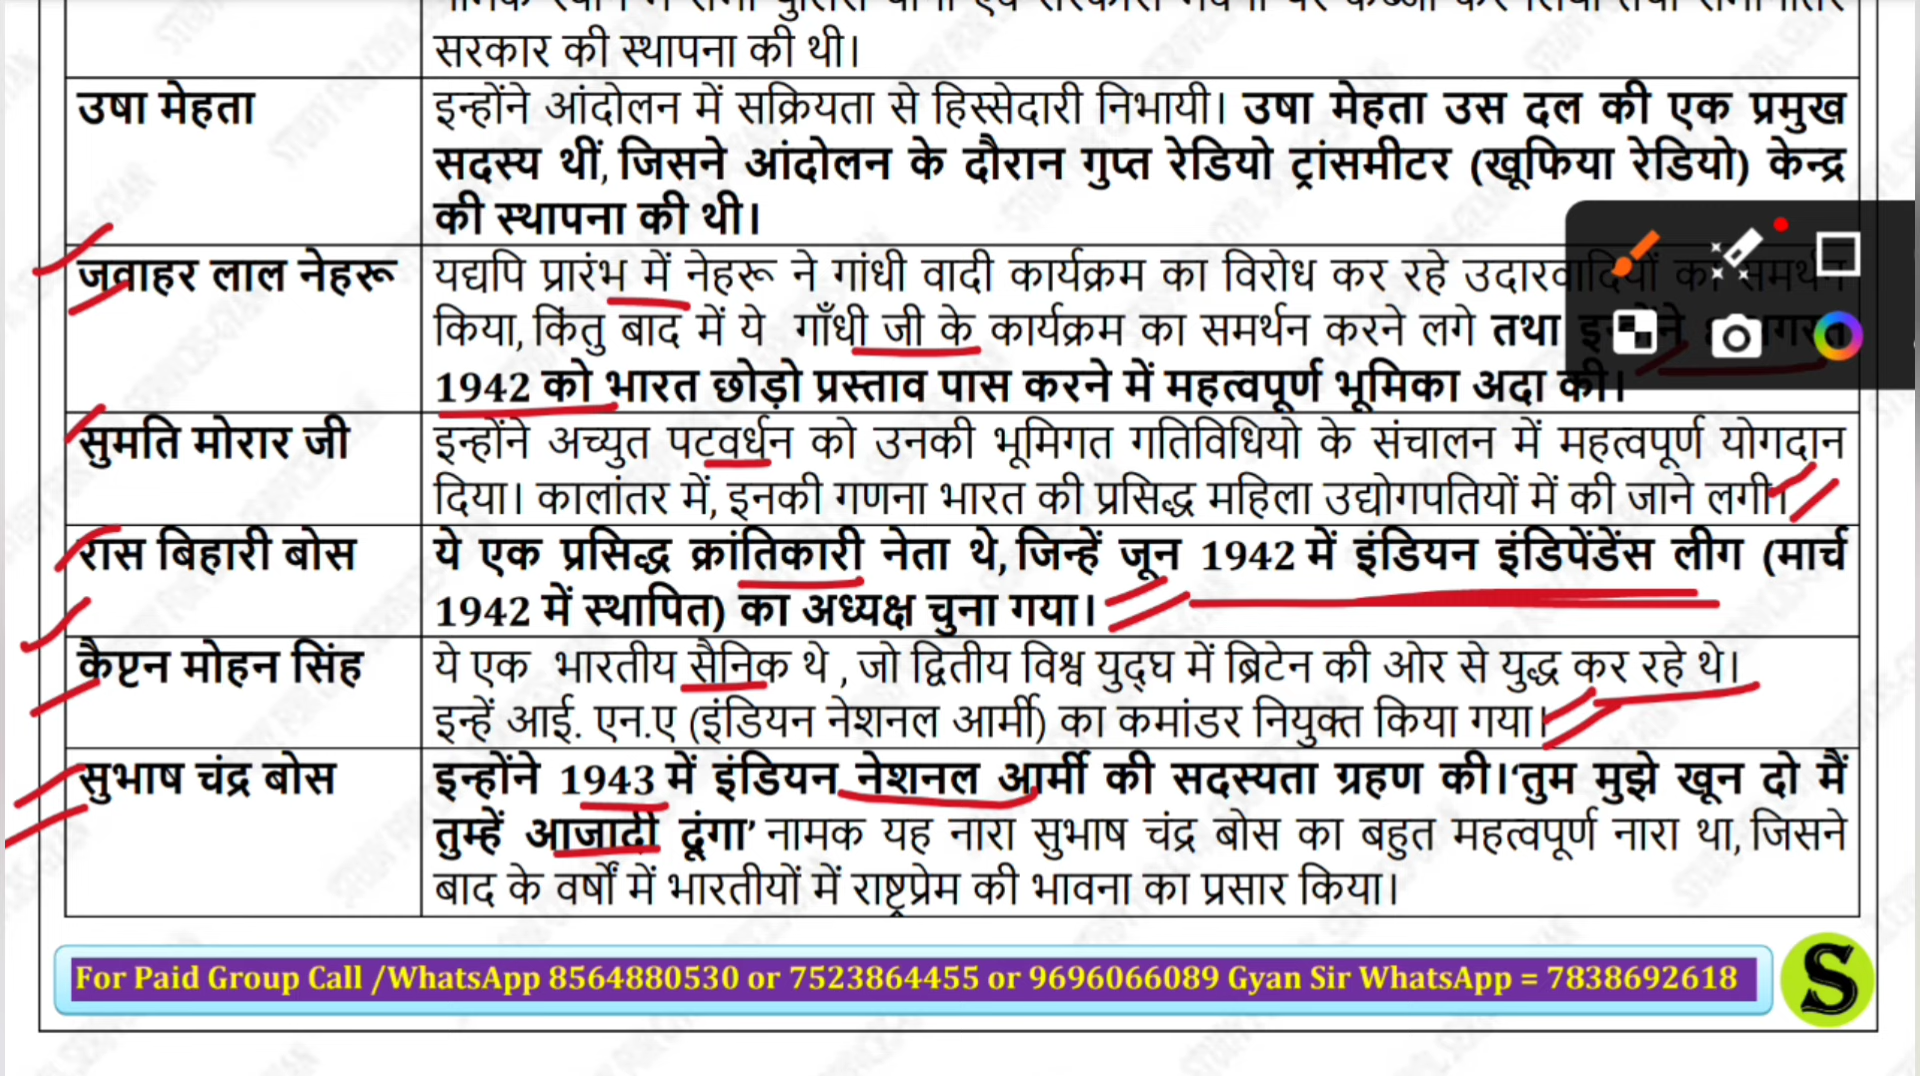 सरकार की स्थापना की थी।
उषा मेहता
इन्होंने आंदोलन में सक्रियता से हिस्सेदारी निभायी। उषा मेहता उस दल की एक प्रमुख
सदस्य थीं, जिसने आंदोलन के दौरान गुप्त रेडियो ट्रांसमीटर (खूफिया रेडियो) केन्द्र
की स्थापना की थी।
जवाहर लाल नेहरू
यद्यपि प्रारंभ में नेहरू ने गांधी वादी कार्यक्रम का विरोध कर रहे उदारवादियों का समर्थन
किया, किंतु बाद में ये गाँधी जी के कार्यक्रम का समर्थन करने लगे तथा
1942 को भारत छोड़ो प्रस्ताव पास करने में महत्वपूर्ण भूमिका अदा की।
सुमति मोरार जी
इन्होंने अच्युत पटवर्धन को उनकी भूमिगत गतिविधियो के संचालन में महत्वपूर्ण योगदान
दिया। कालांतर में, इनकी गणना भारत की प्रसिद्ध महिला उद्योगपतियों में की जाने लगी।
रास बिहारी बोस
ये एक प्रसिद्ध क्रांतिकारी नेता थे, जिन्हें जून 1942 में इंडियन इंडिपेंडेंस लीग (मार्च
1942 में स्थापित) का अध्यक्ष चुना गया।
कैप्टन मोहन सिंह
ये एक भारतीय सैनिक थे , जो द्वितीय विश्व युद्घ में ब्रिटेन की ओर से युद्ध कर रहे थे।
इन्हें आई. एन.ए (इंडियन नेशनल आर्मी) का कमांडर नियुक्त किया गया।
सुभाष चंद्र बोस
इन्होंने 1943 में इंडियन नेशनल आर्मी की सदस्यता ग्रहण की। ‘तुम मुझे खून दो मैं
तुम्हें आजादी दूंगा’ नामक यह नारा सुभाष चंद्र बोस का बहुत महत्वपूर्ण नारा था, जिसने
बाद के वर्षों में भारतीयों में राष्ट्रप्रेम की भावना का प्रसार किया।
For Paid Group Call /WhatsApp 8564880530 or 7523864455 or 9696066089 Gyan Sir WhatsApp = 7838692618
S